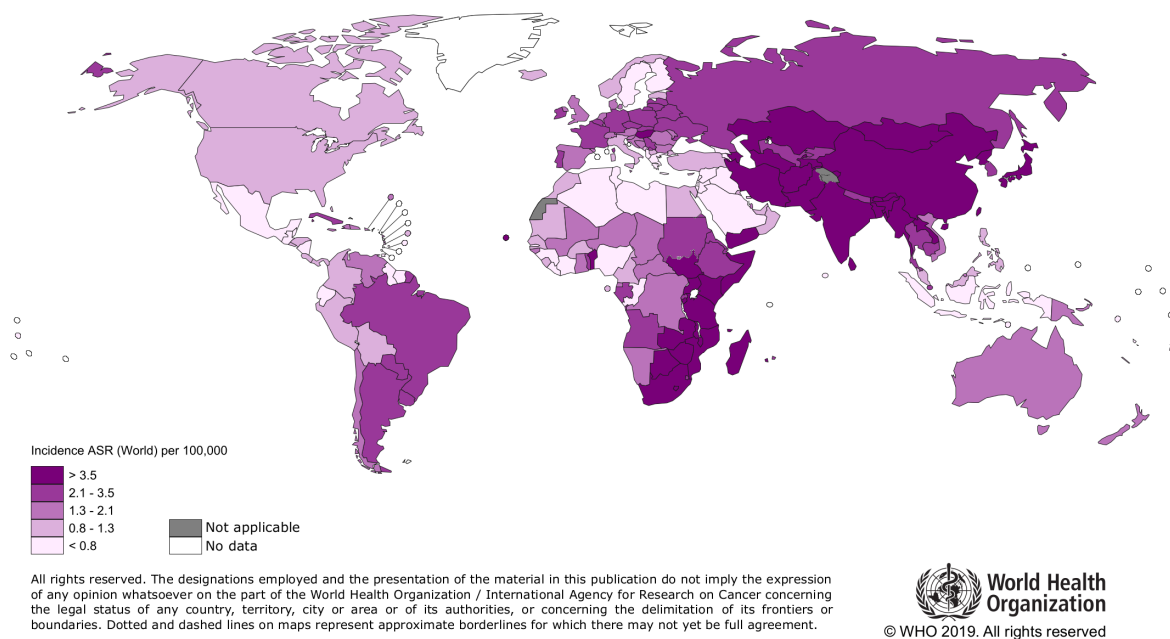 Incidence ASR (World) per 100,000
> 3.5
2.1 - 3.5
1.3 - 2.1
0.8 - 1.3
< 0.8
Not applicable
No data
All rights reserved. The designations employed and the presentation of the material in this publication do not imply the expression
of any opinion whatsoever on the part of the World Health Organization / International Agency for Research on Cancer concerning
the legal status of any country, territory, city or area or of its authorities, or concerning the delimitation of its frontiers or
boundaries. Dotted and dashed lines on maps represent approximate borderlines for which there may not yet be full agreement.
World Health
Organization
© WHO 2019. All rights reserved